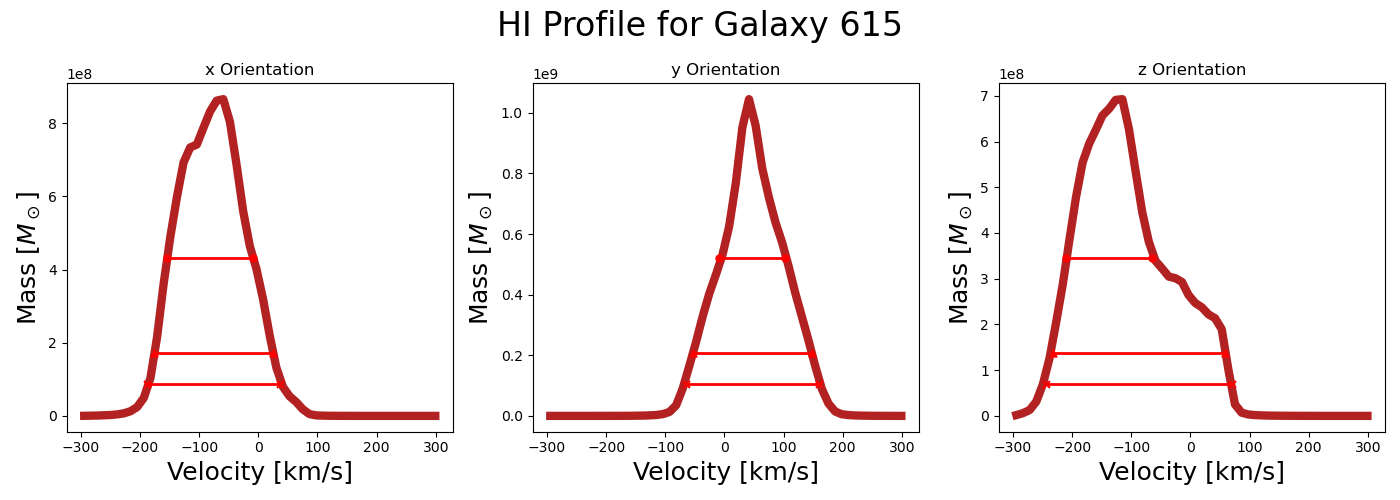 HI Profile for Galaxy 615
x Orientation
1e8
Mass [M⊙]
8
6
4
2
0
−300 −200 −100 0 100 200 300
Velocity [km/s]
y Orientation
1e9
Mass [M⊙]
1.0
0.8
0.6
0.4
0.2
0.0
−300 −200 −100 0 100 200 300
Velocity [km/s]
z Orientation
1e8
Mass [M⊙]
7
6
5
4
3
2
1
0
−300 −200 −100 0 100 200 300
Velocity [km/s]